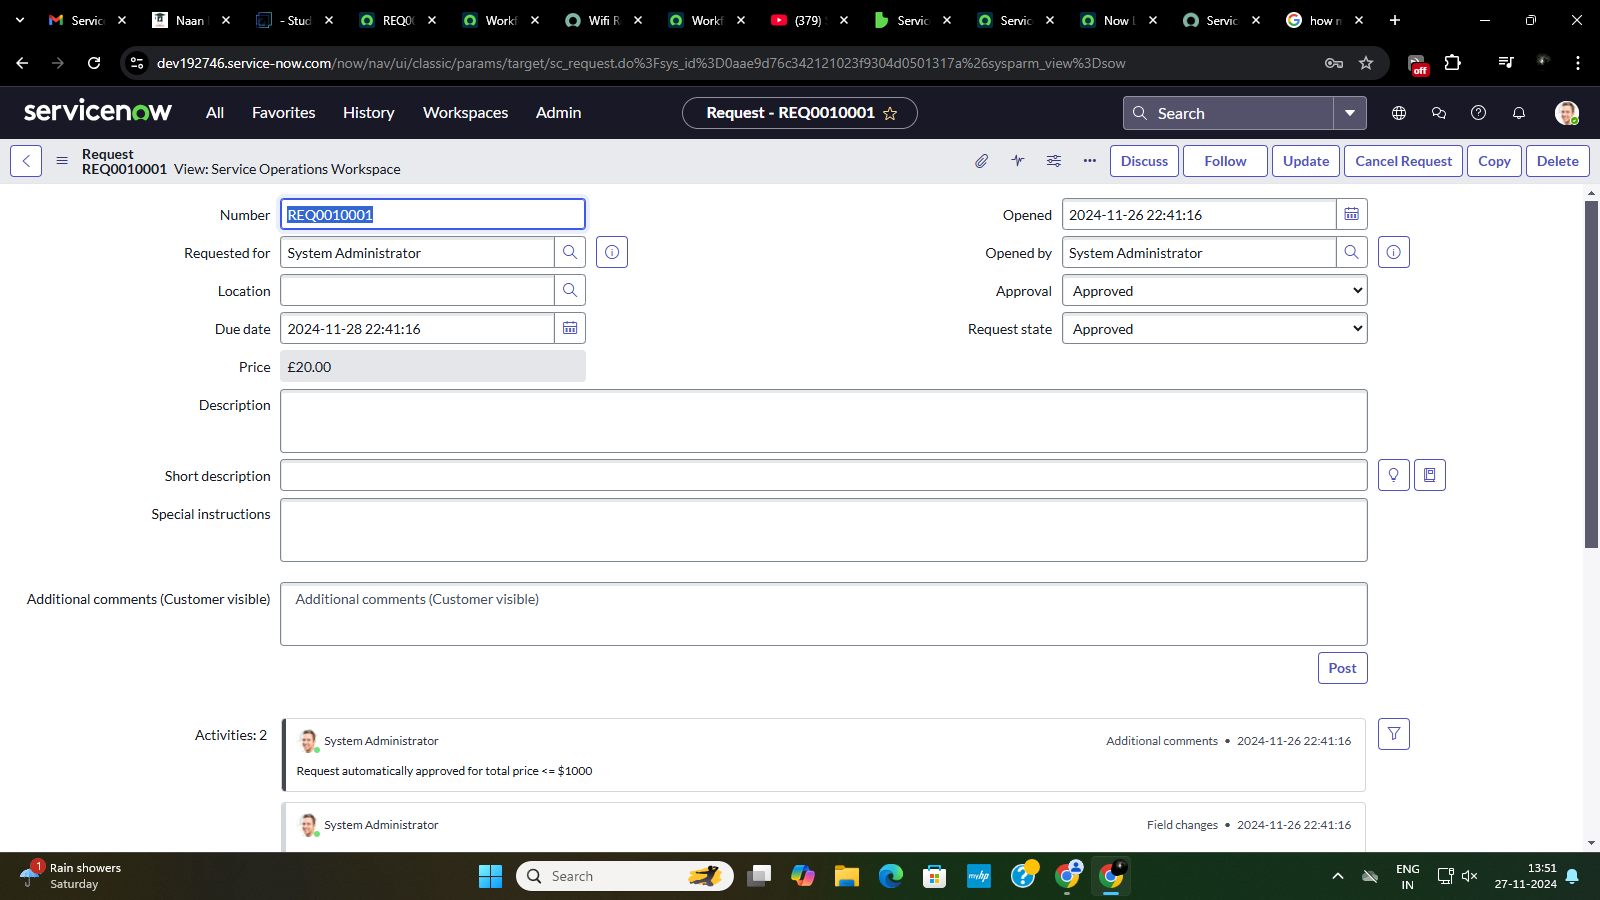 Servic
Naan
- Stud
REQ0
Workf
Wifi R
Workf
(379)
Servic
Servic
Now L
Servic
how n
dev192746.service-now.com/now/nav/ui/classic/params/target/sc_request.do%3Fsys_id%3D0aae9d76c342121023f9304d0501317a%26sysparm_view%3Dsow
off
servicenow
All
Favorites
History
Workspaces
Admin
Request - REQ0010001
Search
Request
REQ0010001 View: Service Operations Workspace
Discuss
Follow
Update
Cancel Request
Copy
Delete
Number
REQ0010001
Opened
2024-11-26 22:41:16
Requested for
System Administrator
Opened by
System Administrator
Location
Approval
Approved
Due date
2024-11-28 22:41:16
Request state
Approved
Price
£20.00
Description
Short description
Special instructions
Additional comments (Customer visible)
Additional comments (Customer visible)
Post
Activities: 2
System Administrator
Additional comments • 2024-11-26 22:41:16
Request automatically approved for total price <= $1000
System Administrator
Field changes • 2024-11-26 22:41:16
1
Rain showers
Saturday
Search
myhp
ENG
IN
13:51
27-11-2024